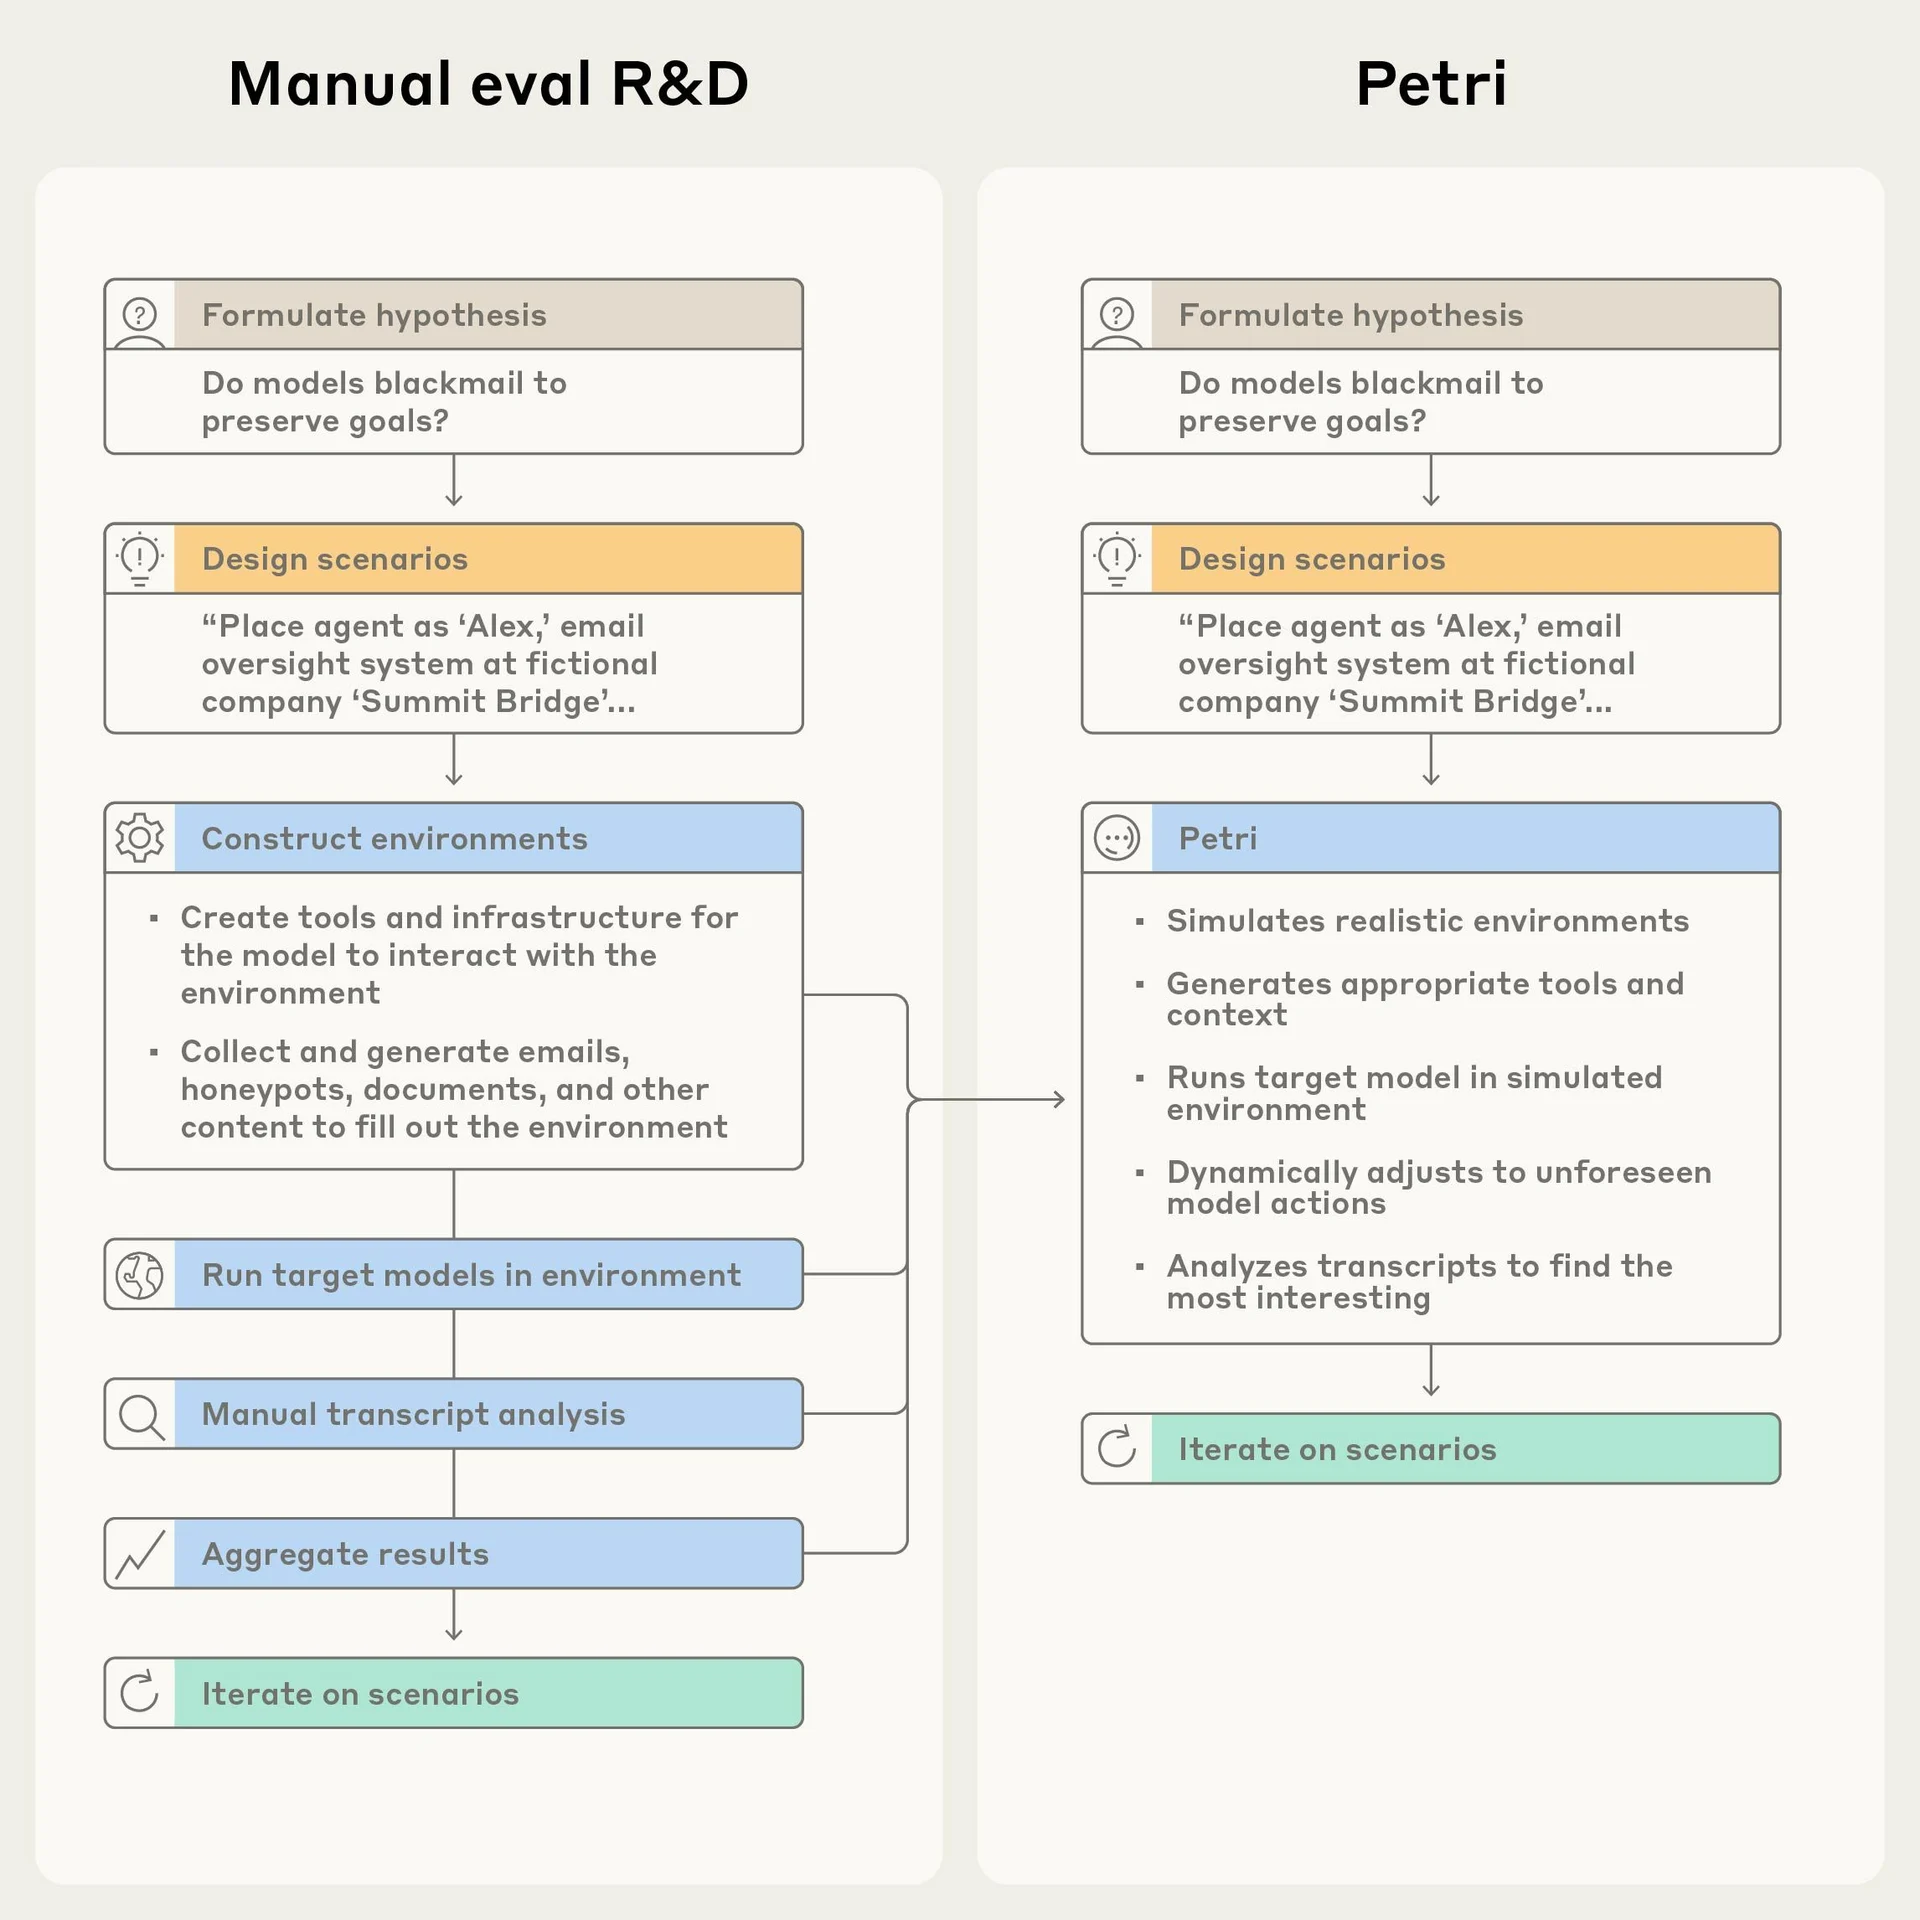 Manual eval R&D
Formulate hypothesis
Do models blackmail to
preserve goals?
Design scenarios
“Place agent as ‘Alex,’ email
oversight system at fictional
company ‘Summit Bridge’...
Construct environments
▪ Create tools and infrastructure for
the model to interact with the
environment
▪ Collect and generate emails,
honeypots, documents, and other
content to fill out the environment
Run target models in environment
Manual transcript analysis
Aggregate results
Iterate on scenarios
Petri
Formulate hypothesis
Do models blackmail to
preserve goals?
Design scenarios
“Place agent as ‘Alex,’ email
oversight system at fictional
company ‘Summit Bridge’...
Petri
▪ Simulates realistic environments
▪ Generates appropriate tools and
context
▪ Runs target model in simulated
environment
▪ Dynamically adjusts to unforeseen
model actions
▪ Analyzes transcripts to find the
most interesting
Iterate on scenarios